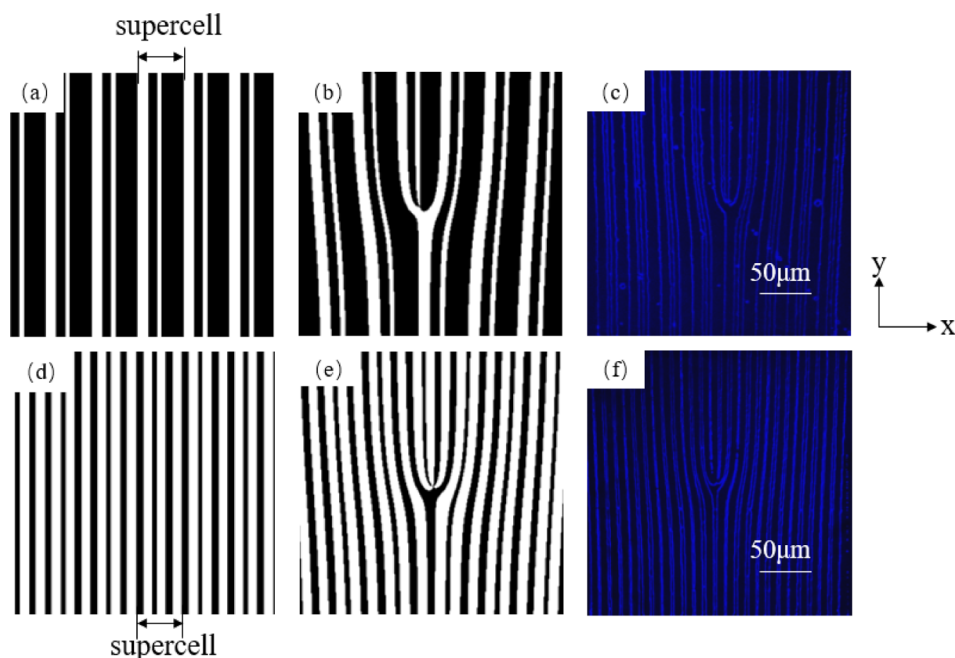 supercell
(a)
(b)
(c)
50μm
y
x
(d)
(e)
(f)
50μm
supercell